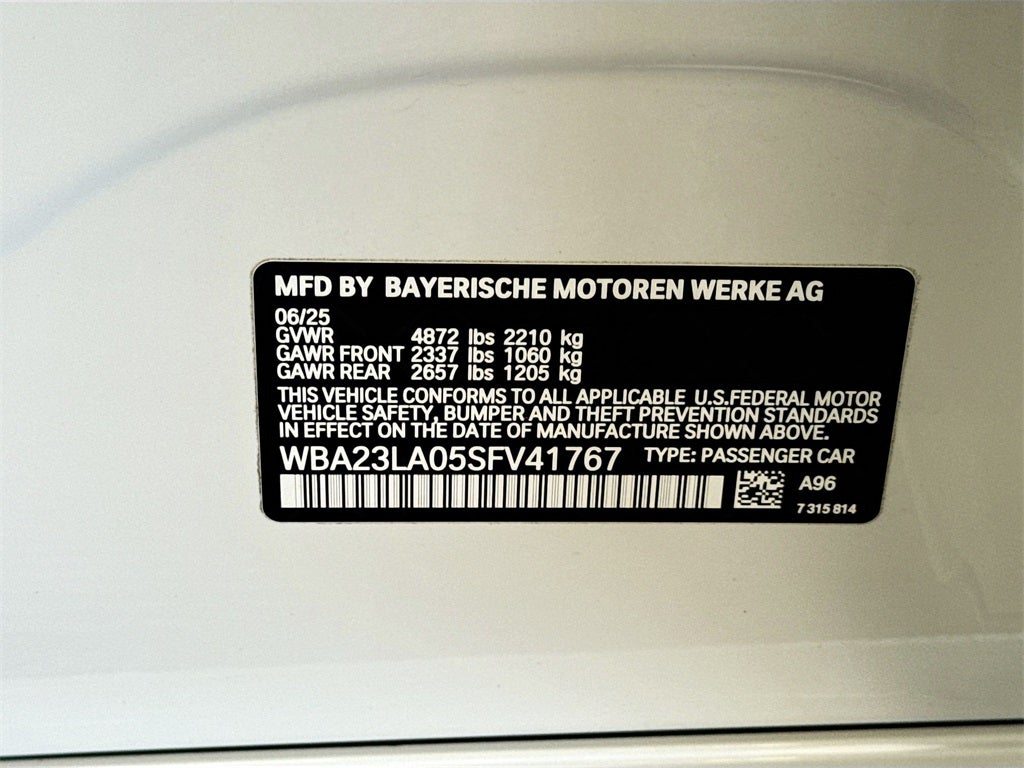 MFD BY BAYERISCHE MOTOREN WERKE AG
06/25
GVWR 4872 lbs 2210 kg
GAWR FRONT 2337 lbs 1060 kg
GAWR REAR 2657 lbs 1205 kg
THIS VEHICLE CONFORMS TO ALL APPLICABLE U.S.FEDERAL MOTOR
VEHICLE SAFETY, BUMPER AND THEFT PREVENTION STANDARDS
IN EFFECT ON THE DATE OF MANUFACTURE SHOWN ABOVE.
WBA23LA05SFV41767 TYPE: PASSENGER CAR
A96
7 315 814